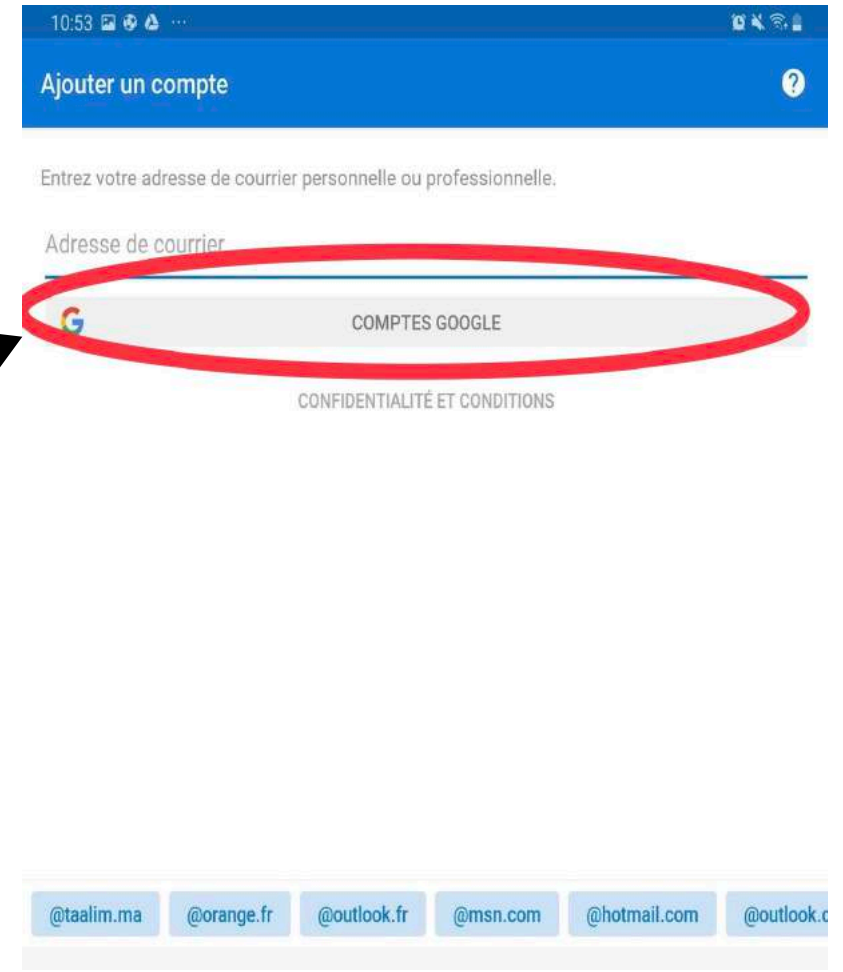 10:53
Ajouter un compte
?
Entrez votre adresse de courrier personnelle ou professionnelle.
Adresse de courrier
G COMPTES GOOGLE
CONFIDENTIALITÉ ET CONDITIONS
@taalim.ma @orange.fr @outlook.fr @msn.com @hotmail.com @outlook.c